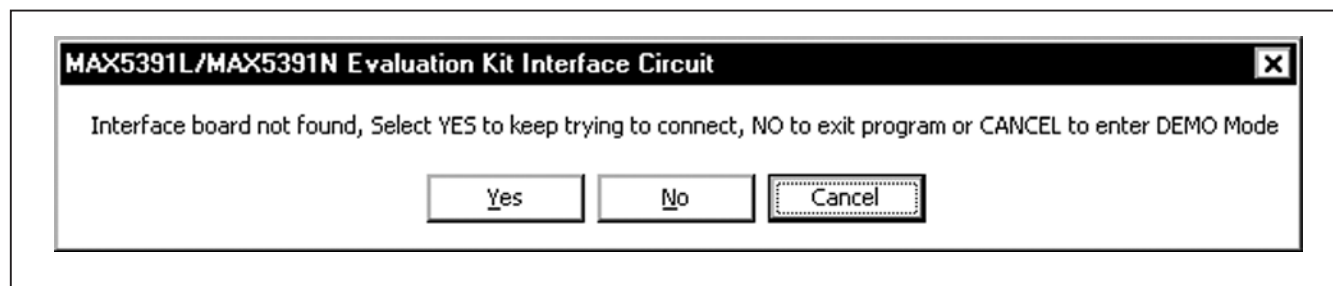 MAX5391L/MAX5391N Evaluation Kit Interface Circuit
Interface board not found, Select YES to keep trying to connect, NO to exit program or CANCEL to enter DEMO Mode
Yes No Cancel